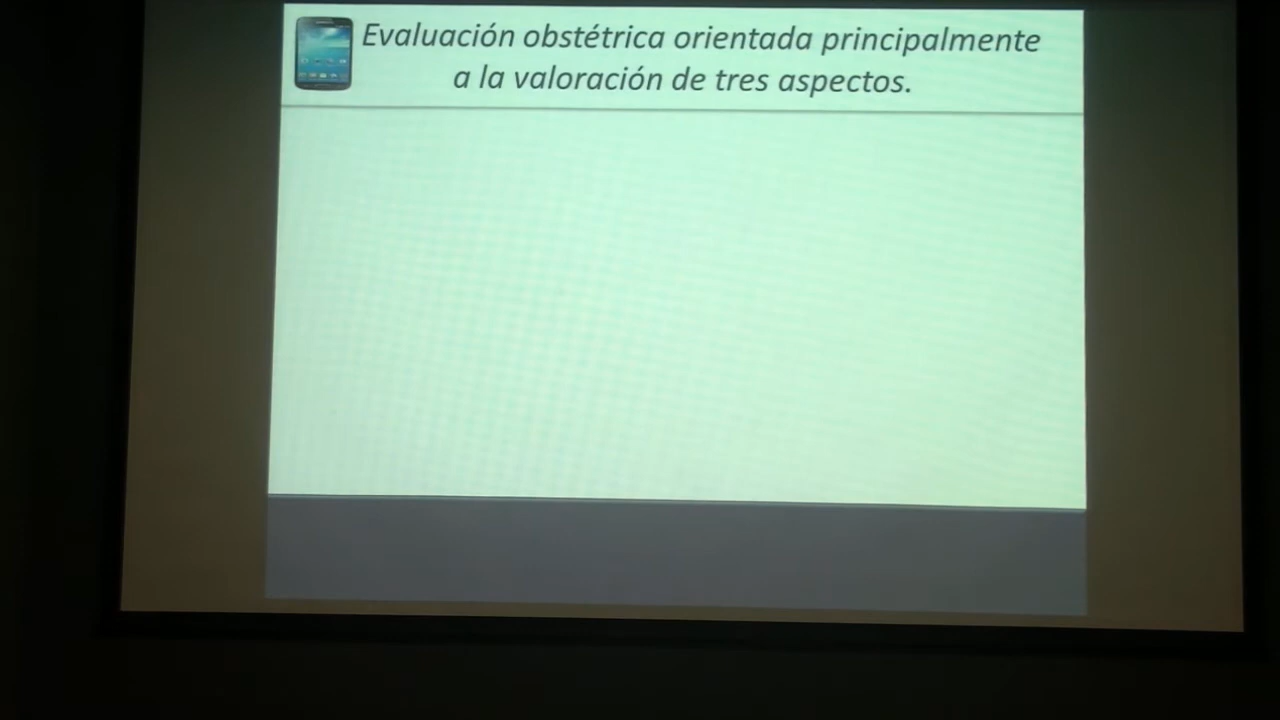 Evaluación obstétrica orientada principalmente
a la valoración de tres aspectos.